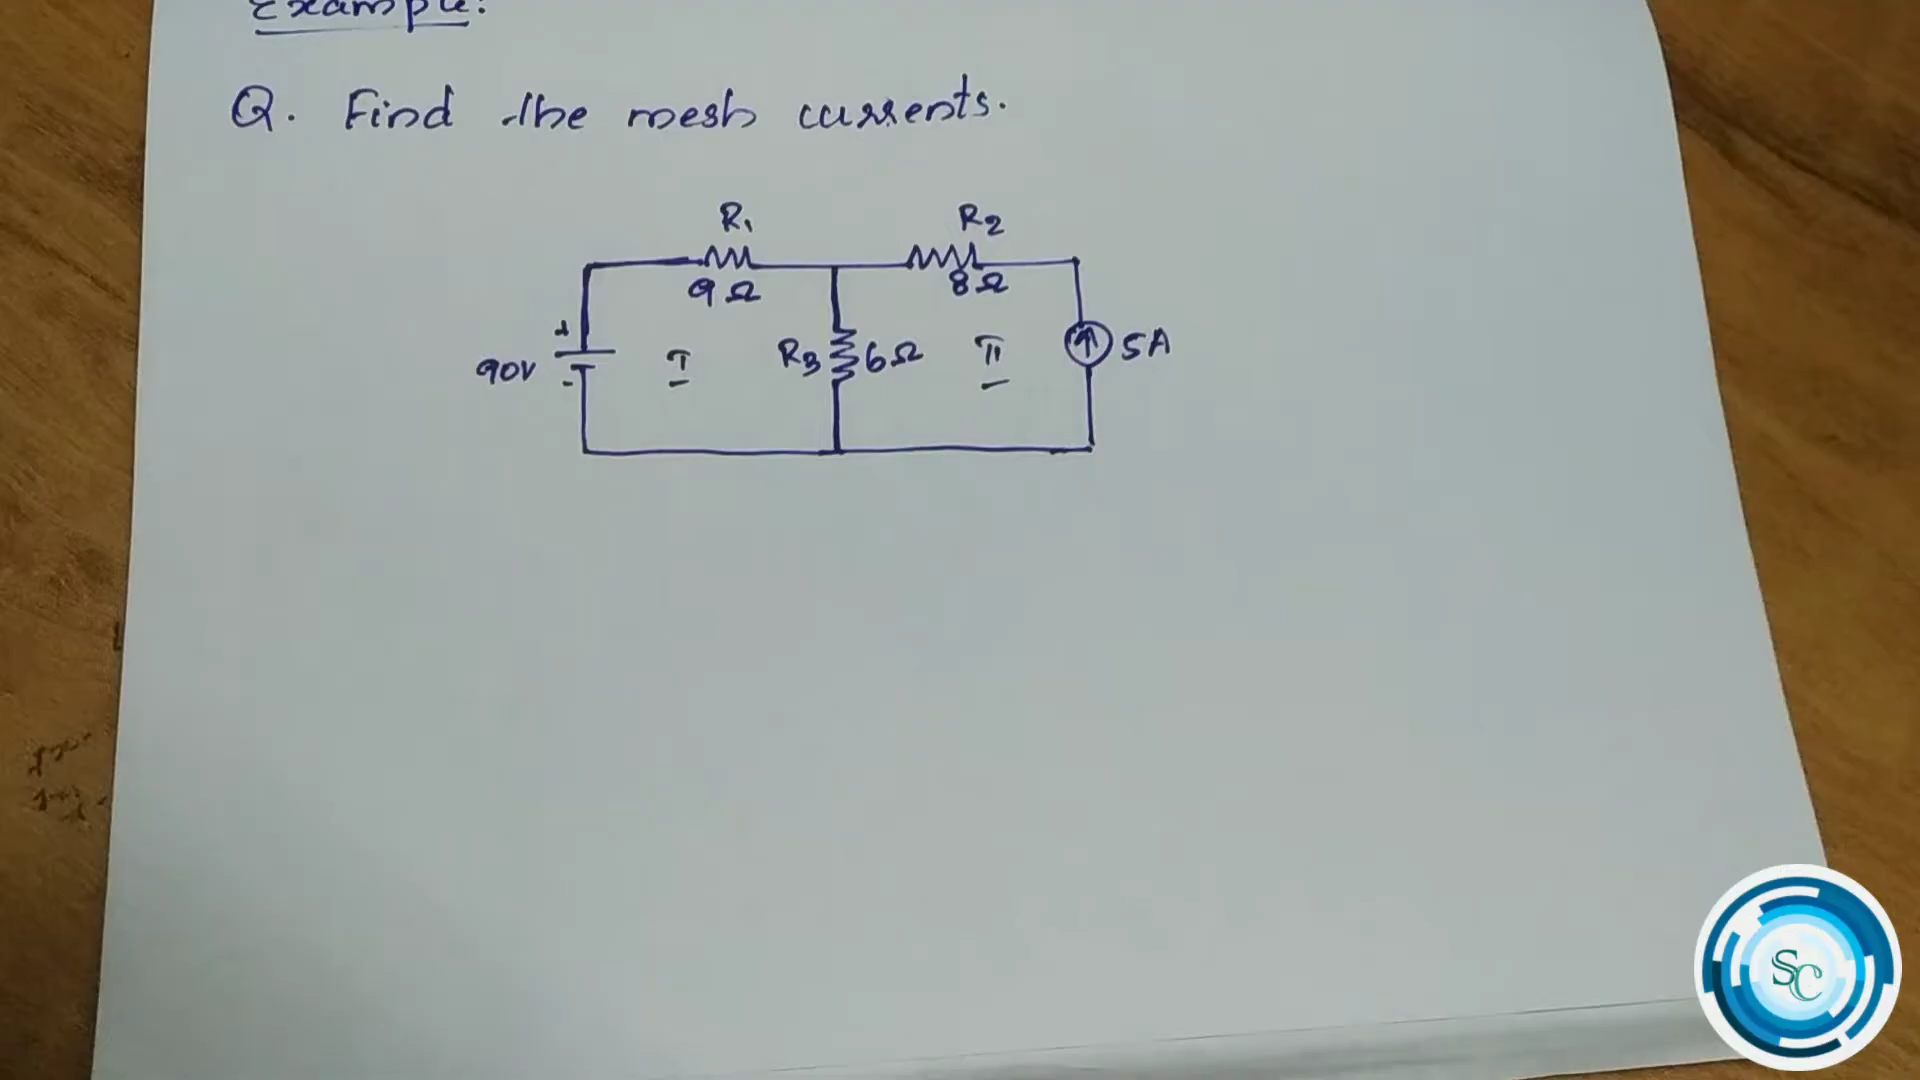 Example:
Q. Find the mesh currents.
R1 R2
9Ω 8Ω
+
90V I R3 6Ω II 5A
-
SC